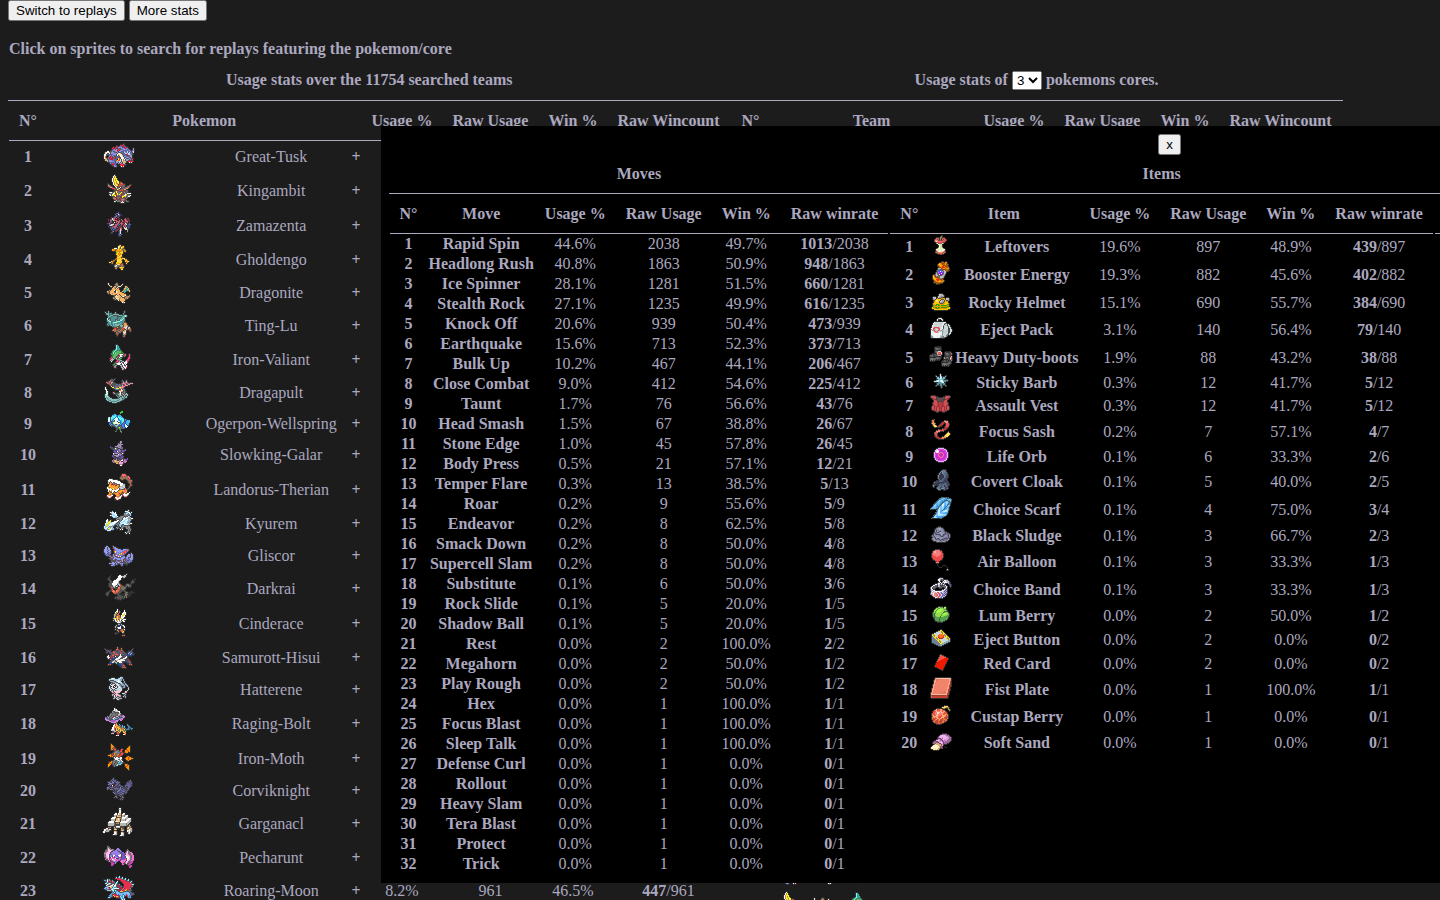 Switch to replays More stats
Click on sprites to search for replays featuring the pokemon/core
Usage stats over the 11754 searched teams
Usage stats of 3 pokemons cores.
N° Pokemon Usage % Raw Usage Win % Raw Wincount N° Team Usage % Raw Usage Win % Raw Wincount
1 Great-Tusk +
2 Kingambit +
3 Zamazenta +
4 Gholdengo +
5 Dragonite +
6 Ting-Lu +
7 Iron-Valiant +
8 Dragapult +
9 Ogerpon-Wellspring +
10 Slowking-Galar +
11 Landorus-Therian +
12 Kyurem +
13 Gliscor +
14 Darkrai +
15 Cinderace +
16 Samurott-Hisui +
17 Hatterene +
18 Raging-Bolt +
19 Iron-Moth +
20 Corviknight +
21 Garganacl +
22 Pecharunt +
23 Roaring-Moon + 8.2% 961 46.5% 447/961
x
Moves
N° Move Usage % Raw Usage Win % Raw winrate
1 Rapid Spin 44.6% 2038 49.7% 1013/2038
2 Headlong Rush 40.8% 1863 50.9% 948/1863
3 Ice Spinner 28.1% 1281 51.5% 660/1281
4 Stealth Rock 27.1% 1235 49.9% 616/1235
5 Knock Off 20.6% 939 50.4% 473/939
6 Earthquake 15.6% 713 52.3% 373/713
7 Bulk Up 10.2% 467 44.1% 206/467
8 Close Combat 9.0% 412 54.6% 225/412
9 Taunt 1.7% 76 56.6% 43/76
10 Head Smash 1.5% 67 38.8% 26/67
11 Stone Edge 1.0% 45 57.8% 26/45
12 Body Press 0.5% 21 57.1% 12/21
13 Temper Flare 0.3% 13 38.5% 5/13
14 Roar 0.2% 9 55.6% 5/9
15 Endeavor 0.2% 8 62.5% 5/8
16 Smack Down 0.2% 8 50.0% 4/8
17 Supercell Slam 0.2% 8 50.0% 4/8
18 Substitute 0.1% 6 50.0% 3/6
19 Rock Slide 0.1% 5 20.0% 1/5
20 Shadow Ball 0.1% 5 20.0% 1/5
21 Rest 0.0% 2 100.0% 2/2
22 Megahorn 0.0% 2 50.0% 1/2
23 Play Rough 0.0% 2 50.0% 1/2
24 Hex 0.0% 1 100.0% 1/1
25 Focus Blast 0.0% 1 100.0% 1/1
26 Sleep Talk 0.0% 1 100.0% 1/1
27 Defense Curl 0.0% 1 0.0% 0/1
28 Rollout 0.0% 1 0.0% 0/1
29 Heavy Slam 0.0% 1 0.0% 0/1
30 Tera Blast 0.0% 1 0.0% 0/1
31 Protect 0.0% 1 0.0% 0/1
32 Trick 0.0% 1 0.0% 0/1
Items
N° Item Usage % Raw Usage Win % Raw winrate
1 Leftovers 19.6% 897 48.9% 439/897
2 Booster Energy 19.3% 882 45.6% 402/882
3 Rocky Helmet 15.1% 690 55.7% 384/690
4 Eject Pack 3.1% 140 56.4% 79/140
5 Heavy Duty-boots 1.9% 88 43.2% 38/88
6 Sticky Barb 0.3% 12 41.7% 5/12
7 Assault Vest 0.3% 12 41.7% 5/12
8 Focus Sash 0.2% 7 57.1% 4/7
9 Life Orb 0.1% 6 33.3% 2/6
10 Covert Cloak 0.1% 5 40.0% 2/5
11 Choice Scarf 0.1% 4 75.0% 3/4
12 Black Sludge 0.1% 3 66.7% 2/3
13 Air Balloon 0.1% 3 33.3% 1/3
14 Choice Band 0.1% 3 33.3% 1/3
15 Lum Berry 0.0% 2 50.0% 1/2
16 Eject Button 0.0% 2 0.0% 0/2
17 Red Card 0.0% 2 0.0% 0/2
18 Fist Plate 0.0% 1 100.0% 1/1
19 Custap Berry 0.0% 1 0.0% 0/1
20 Soft Sand 0.0% 1 0.0% 0/1